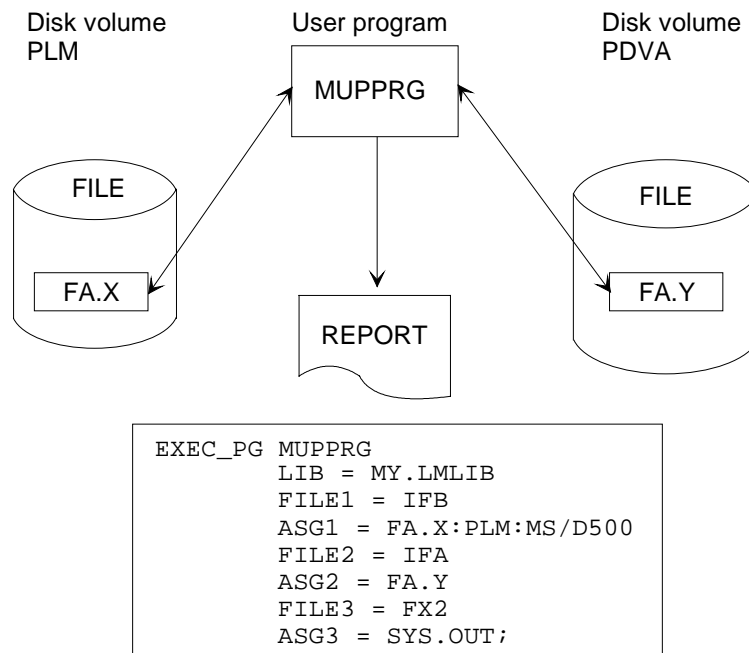 Disk volume
PLM
User program
Disk volume
PDVA
MUPPRG
FILE
FILE
FA.X
FA.Y
REPORT
EXEC_PG MUPPRG
LIB = MY.LMLIB
FILE1 = IFB
ASG1 = FA.X:PLM:MS/D500
FILE2 = IFA
ASG2 = FA.Y
FILE3 = FX2
ASG3 = SYS.OUT;